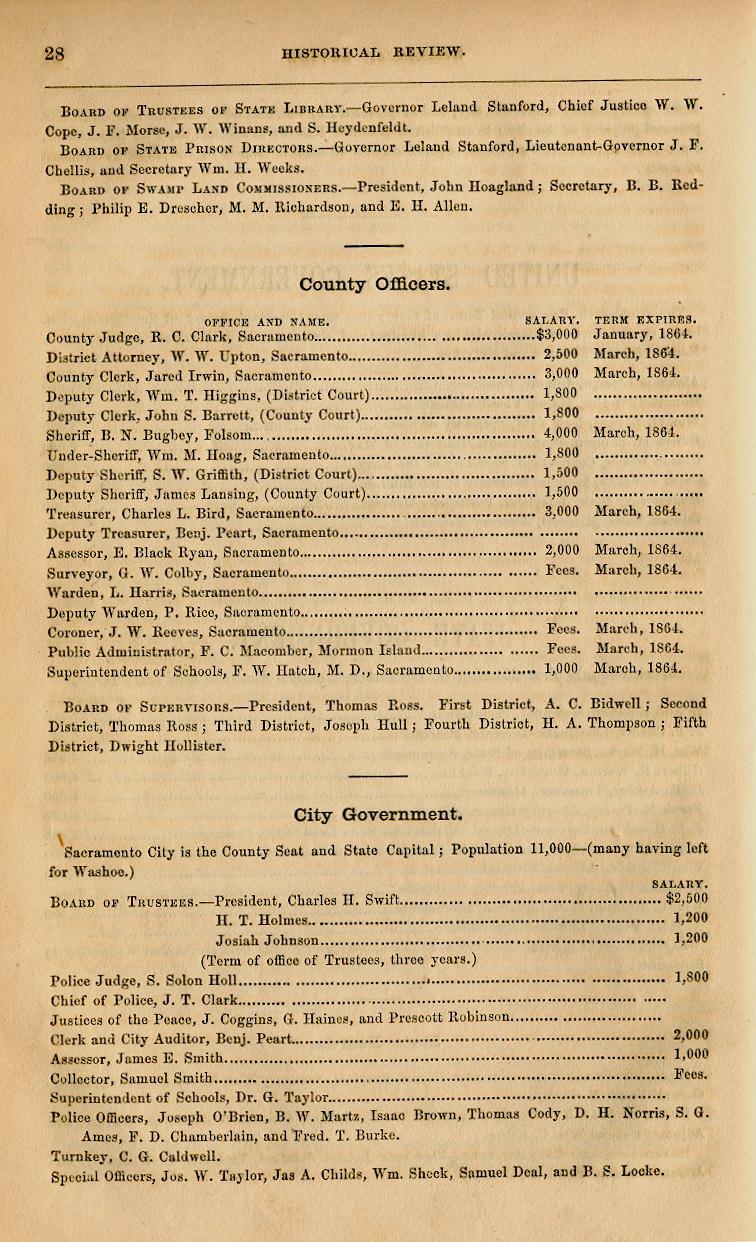 28
HISTORICAL REVIEW.
BOARD OF TRUSTEES OF STATE LIBRARY.—Governor Leland Stanford, Chief Justice W. W.
Cope, J. F. Morse, J. W. Winans, and S. Heydenfeldt.
BOARD OF STATE PRISON DIRECTORS.—Governor Leland Stanford, Lieutenant-Governor J. F.
Chellis, and Secretary Wm. H. Weeks.
BOARD OF SWAMP LAND COMMISSIONERS.—President, John Hoagland; Secretary, B. B. Red-
ding; Philip E. Drescher, M. M. Richardson, and E. H. Allen.
County Officers.
OFFICE AND NAME. SALARY. TERM EXPIRES.
County Judge, R. C. Clark, Sacramento........ $3,000 January, 1864.
District Attorney, W. W. Upton, Sacramento........ 2,500 March, 1864.
County Clerk, Jared Irwin, Sacramento........ 3,000 March, 1864.
Deputy Clerk, Wm. T. Higgins, (District Court)........ 1,800 ........
Deputy Clerk, John S. Barrett, (County Court)........ 1,800 ........
Sheriff, B. N. Bugbey, Folsom........ 4,000 March, 1864.
Under-Sheriff, Wm. M. Hoag, Sacramento........ 1,800 ........
Deputy Sheriff, S. W. Griffith, (District Court)........ 1,500 ........
Deputy Sheriff, James Lansing, (County Court)........ 1,500 ........
Treasurer, Charles L. Bird, Sacramento........ 3,000 March, 1864.
Deputy Treasurer, Benj. Peart, Sacramento........ ........ ........
Assessor, E. Black Ryan, Sacramento........ 2,000 March, 1864.
Surveyor, G. W. Colby, Sacramento........ Fees. March, 1864.
Warden, L. Harris, Sacramento........ ........
Deputy Warden, P. Rice, Sacramento........ ........
Coroner, J. W. Reeves, Sacramento........ Fees. March, 1864.
Public Administrator, F. C. Macomber, Mormon Island........ Fees. March, 1864.
Superintendent of Schools, F. W. Hatch, M. D., Sacramento........ 1,000 March, 1864.
BOARD OF SUPERVISORS.—President, Thomas Ross. First District, A. C. Bidwell; Second
District, Thomas Ross; Third District, Joseph Hull; Fourth District, H. A. Thompson; Fifth
District, Dwight Hollister.
City Government.
Sacramento City is the County Seat and State Capital; Population 11,000—(many having left
for Washoe.)
SALARY.
BOARD OF TRUSTEES.—President, Charles H. Swift........ $2,500
H. T. Holmes........ 1,200
Josiah Johnson........ 1,200
(Term of office of Trustees, three years.)
Police Judge, S. Solon Holl........ 1,800
Chief of Police, J. T. Clark........
Justices of the Peace, J. Coggins, G. Haines, and Prescott Robinson........
Clerk and City Auditor, Benj. Peart........ 2,000
Assessor, James E. Smith........ 1,000
Collector, Samuel Smith........ Fees.
Superintendent of Schools, Dr. G. Taylor........
Police Officers, Joseph O'Brien, B. W. Martz, Isaac Brown, Thomas Cody, D. H. Norris, S. G.
Ames, F. D. Chamberlain, and Fred. T. Burke.
Turnkey, C. G. Caldwell.
Special Officers, Jos. W. Taylor, Jas A. Childs, Wm. Sheck, Samuel Deal, and B. S. Locke.